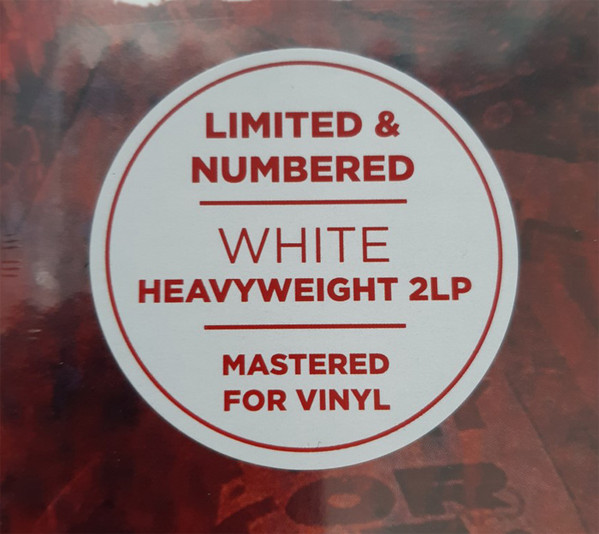 LIMITED &
NUMBERED
WHITE
HEAVYWEIGHT 2LP
MASTERED
FOR VINYL